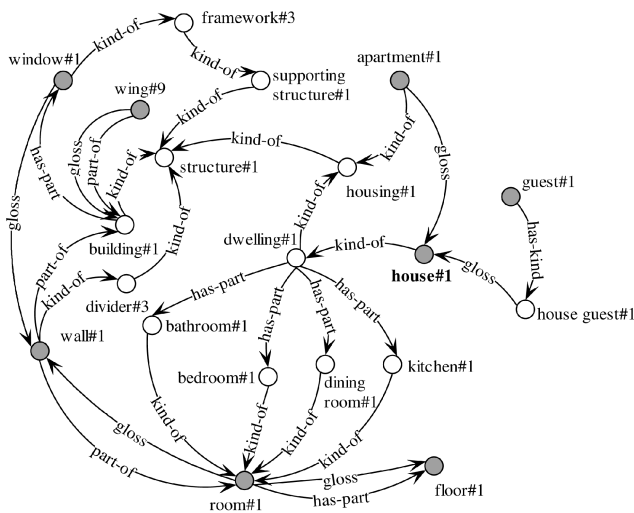 framework#3
kind-of
window#1
kind-of
supporting
structure#1
apartment#1
wing#9
kind-of
kind-of
kind-of
structure#1
housing#1
gloss
has-part
gloss
part-of
kind-of
guest#1
building#1
dwelling#1
kind-of
kind-of
house#1
gloss
has-kind
house guest#1
gloss
part-of
kind-of
kind-of
divider#3
has-part
bathroom#1
has-part
has-part
has-part
wall#1
bedroom#1
dining
room#1
kitchen#1
kind-of
kind-of
kind-of
kind-of
gloss
part-of
gloss
has-part
room#1
floor#1